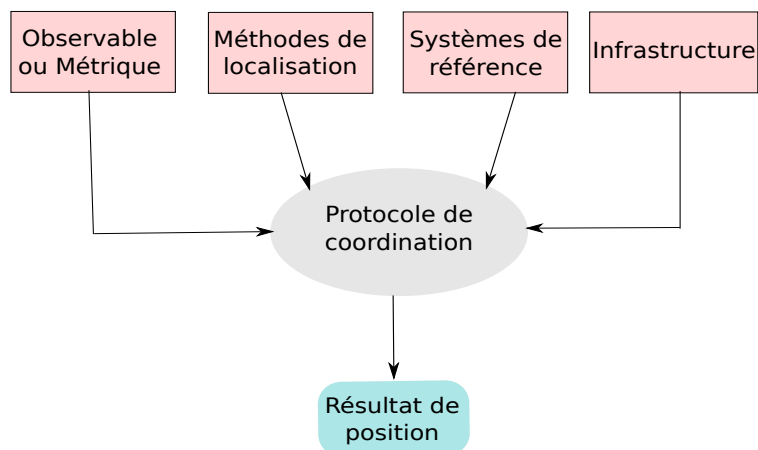 Observable
ou Métrique
Méthodes de
localisation
Systèmes de
référence
Infrastructure
Protocole de
coordination
Résultat de
position